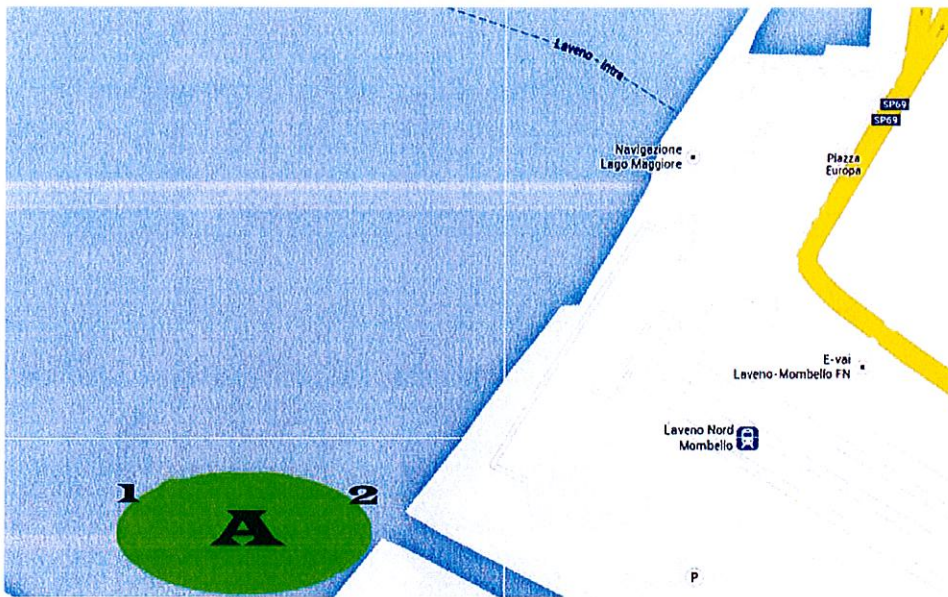 Laveno - Intra
SP69
SP69
Navigazione
Lago Maggiore
Piazza
Europa
E-vai
Laveno-Mombello FN
Laveno Nord
Mombello
1
2
A
P